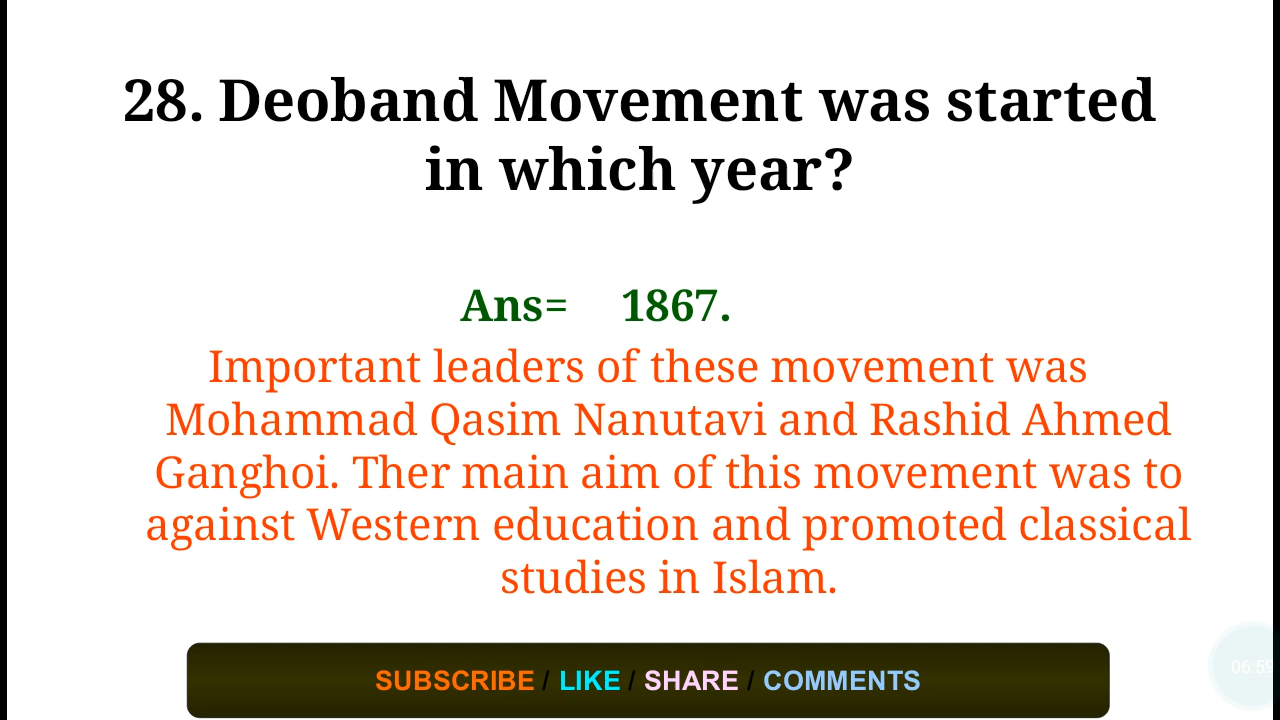 28. Deoband Movement was started
in which year?
Ans= 1867.
Important leaders of these movement was
Mohammad Qasim Nanutavi and Rashid Ahmed
Ganghoi. Ther main aim of this movement was to
against Western education and promoted classical
studies in Islam.
SUBSCRIBE / LIKE / SHARE / COMMENTS
06:59